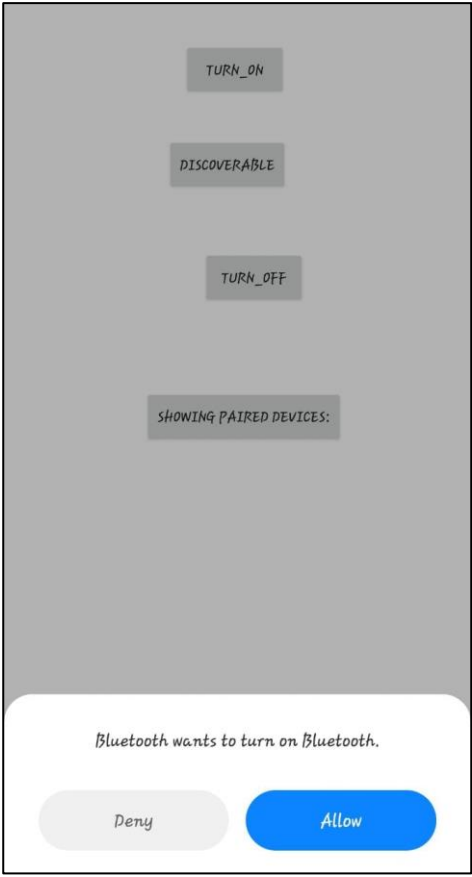 TURN_ON
DISCOVERABLE
TURN_OFF
SHOWING PAIRED DEVICES:
Bluetooth wants to turn on Bluetooth.
Deny
Allow